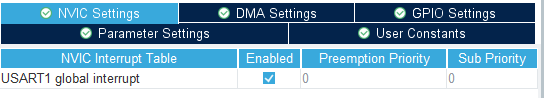 NVIC Settings DMA Settings GPIO Settings
Parameter Settings User Constants
NVIC Interrupt Table Enabled Preemption Priority Sub Priority
USART1 global interrupt 0 0